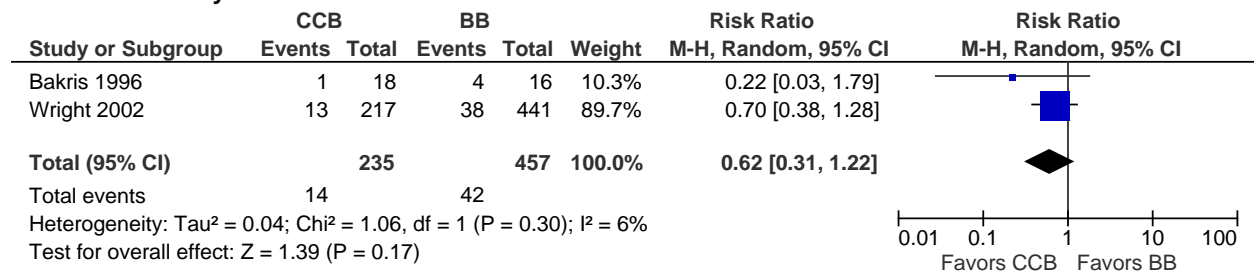 CCB BB Risk Ratio Risk Ratio
Study or Subgroup Events Total Events Total Weight M-H, Random, 95% CI M-H, Random, 95% CI
Bakris 1996 1 18 4 16 10.3% 0.22 [0.03, 1.79]
Wright 2002 13 217 38 441 89.7% 0.70 [0.38, 1.28]
Total (95% CI) 235 457 100.0% 0.62 [0.31, 1.22]
Total events 14 42
Heterogeneity: Tau² = 0.04; Chi² = 1.06, df = 1 (P = 0.30); I² = 6%
Test for overall effect: Z = 1.39 (P = 0.17)
0.01 0.1 1 10 100
Favors CCB Favors BB